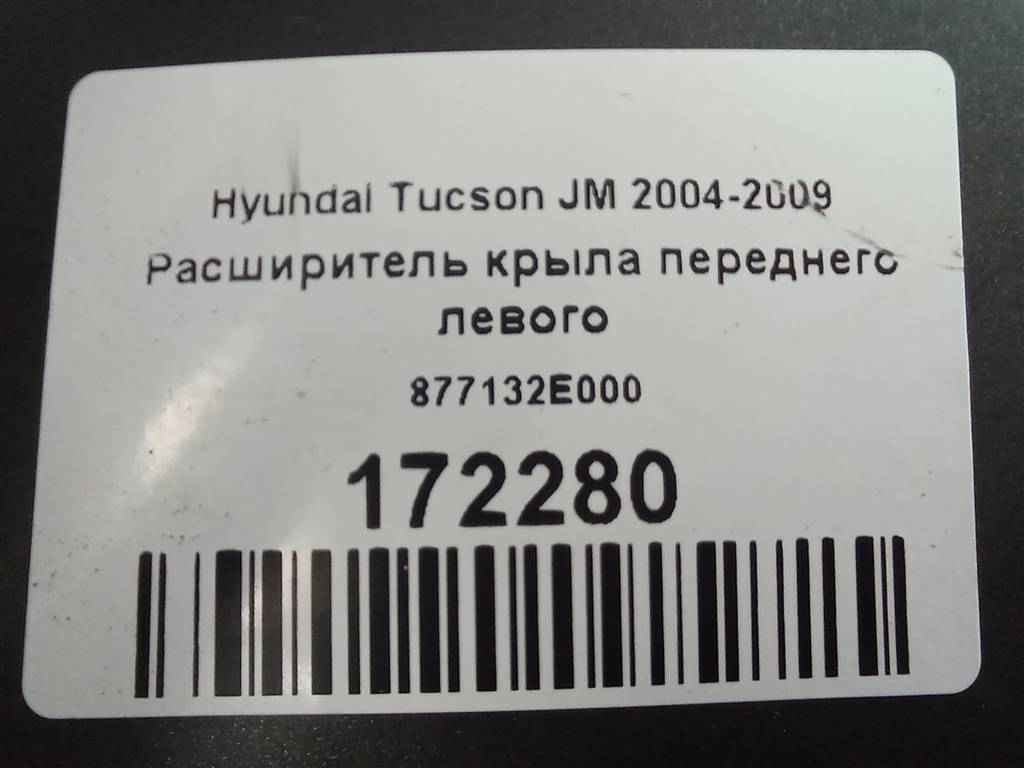 Hyundai Tucson JM 2004-2009
Расширитель крыла переднего
левого
877132E000
172280